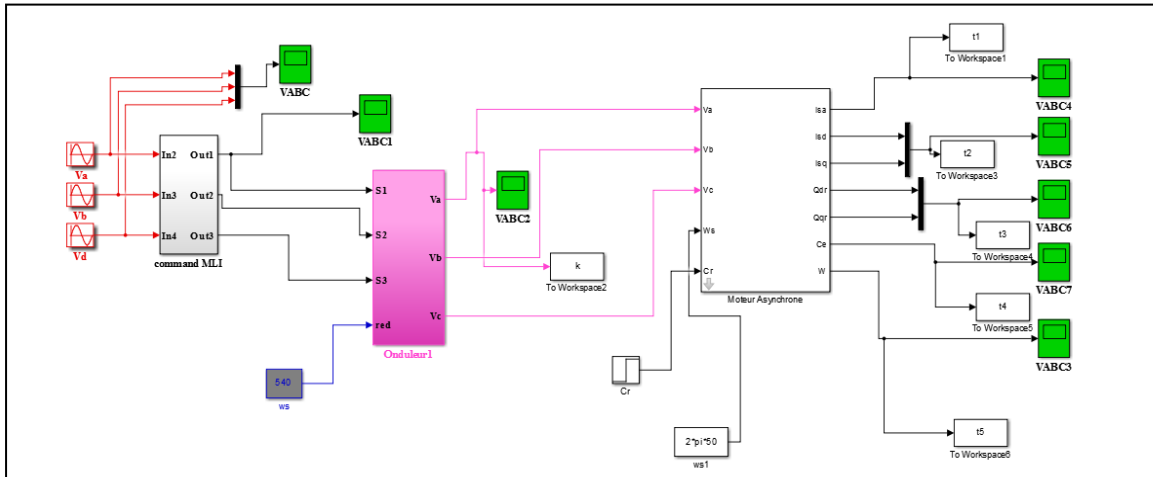 t1
To Workspace1
VABC
VABC1
VABC4
Va
In2
Out1
Vb
In3
Out2
Vd
In4
Out3
command MLI
S1
S2
S3
red
Va
Vb
Vc
Onduleur1
540
ws
VABC2
k
To Workspace2
Va
Vb
Vc
Ws
Cr
Isa
Isd
Isq
Qdr
Qqr
Ce
W
Moteur Asynchrone
Cr
2*pi*50
ws1
VABC5
t2
To Workspace3
VABC6
t3
To Workspace4
VABC7
t4
To Workspace5
VABC3
t5
To Workspace6